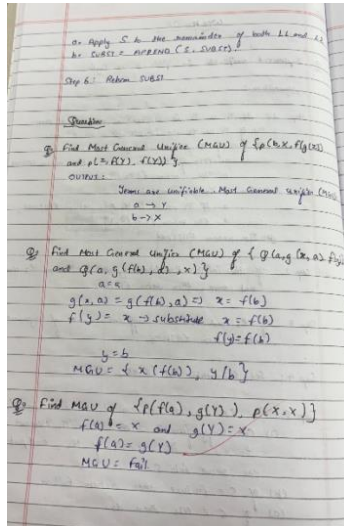 a. Apply S to the remainder of both L1 and L2
b. SUBST = APPEND (S, SUBST).
Step 6: Return SUBST
Question
Q) Find Most General Unifier (MGU) of {p(b,X,f(g(Z)))
and p(Z,f(Y),f(Y))}
OUTPUT:
Terms are unifiable. Most General Unifier (MGU)
a → Y
b → X
Q) Find Most General Unifier (MGU) of { Q(a,g(x,a), f(y))
and Q(a, g(f(b),a),x)}
a=a
g(x,a) = g(f(b),a) => x = f(b)
f(y) = x → substitute x = f(b)
f(y)=f(b)
y=b
MGU = { x (f(b)), y/b }
Q: Find MGU of {p(f(a), g(Y)), p(X,X)}
f(a) = x and g(Y)=x
f(a) = g(Y)
MGU = fail